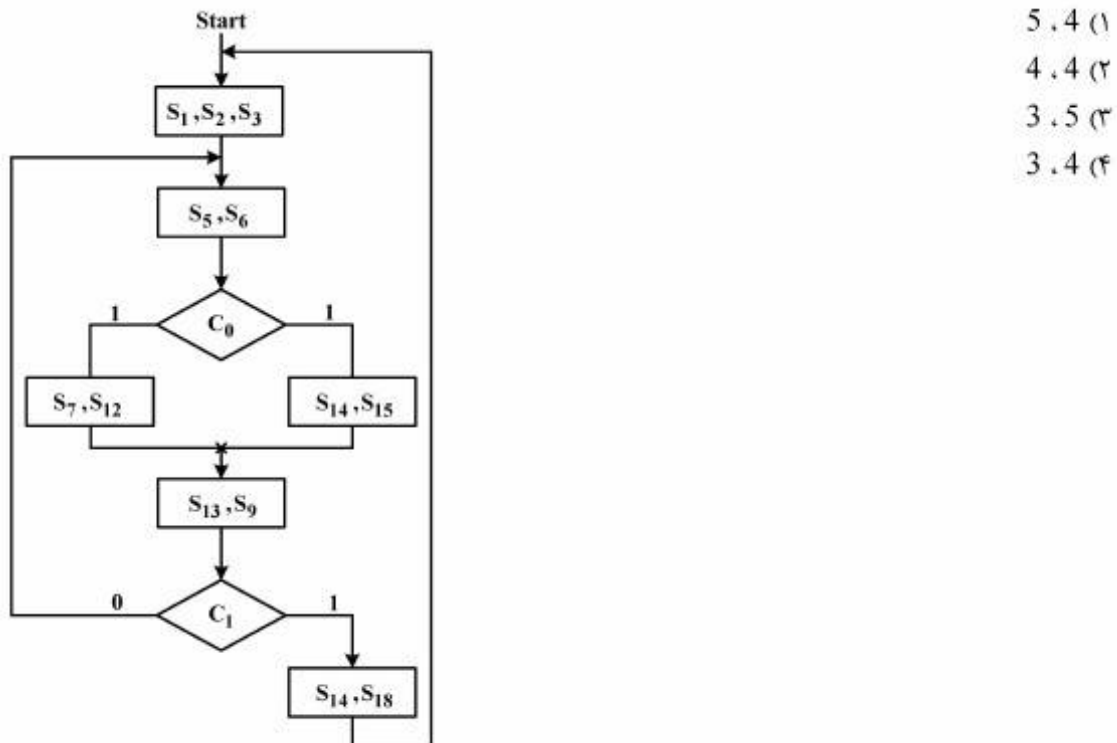 Start
S₁ ,S₂ ,S₃
S₅ ,S₆
1
C₀
1
S₇ ,S₁₂
S₁₄ ,S₁₅
S₁₃ ,S₉
0
C₁
1
S₁₄ ,S₁₈
۱) 4 ، 5
۲) 4 ، 4
۳) 5 ، 3
۴) 4 ، 3